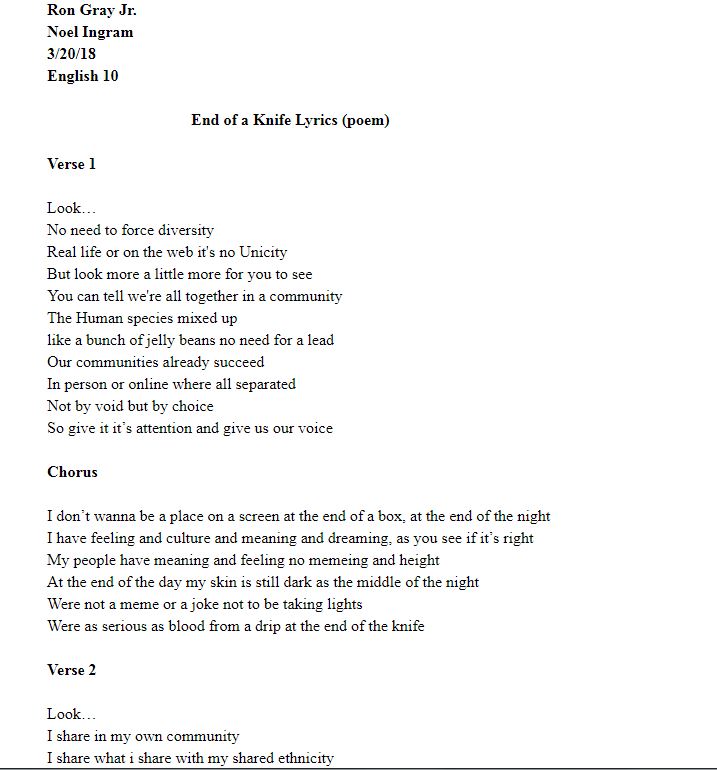 Ron Gray Jr.
Noel Ingram
3/20/18
English 10
End of a Knife Lyrics (poem)
Verse 1
Look…
No need to force diversity
Real life or on the web it's no Unicity
But look more a little more for you to see
You can tell we're all together in a community
The Human species mixed up
like a bunch of jelly beans no need for a lead
Our communities already succeed
In person or online where all separated
Not by void but by choice
So give it it’s attention and give us our voice
Chorus
I don’t wanna be a place on a screen at the end of a box, at the end of the night
I have feeling and culture and meaning and dreaming, as you see if it’s right
My people have meaning and feeling no memeing and height
At the end of the day my skin is still dark as the middle of the night
Were not a meme or a joke not to be taking lights
Were as serious as blood from a drip at the end of the knife
Verse 2
Look…
I share in my own community
I share what i share with my shared ethnicity